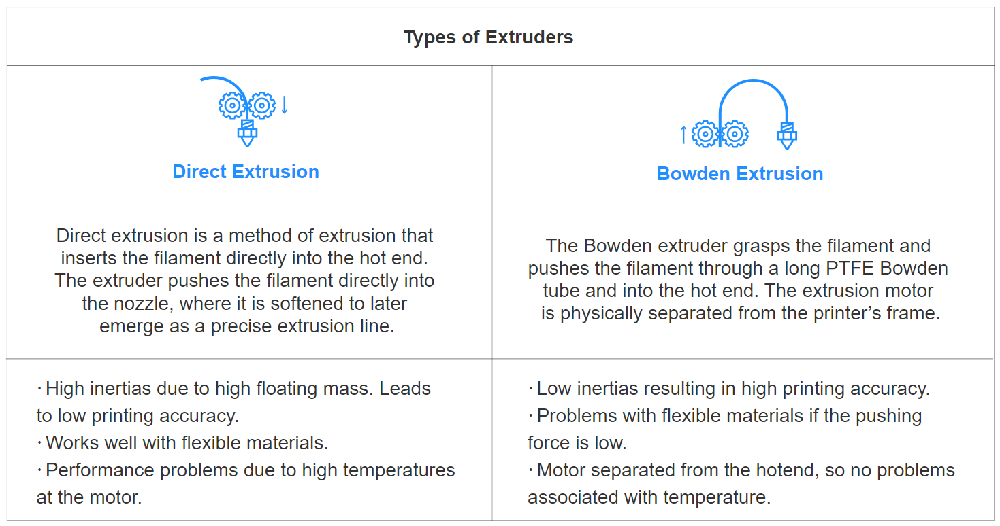 Types of Extruders
Direct Extrusion
Bowden Extrusion
Direct extrusion is a method of extrusion that
inserts the filament directly into the hot end.
The extruder pushes the filament directly into
the nozzle, where it is softened to later
emerge as a precise extrusion line.
The Bowden extruder grasps the filament and
pushes the filament through a long PTFE Bowden
tube and into the hot end. The extrusion motor
is physically separated from the printer’s frame.
· High inertias due to high floating mass. Leads
to low printing accuracy.
· Works well with flexible materials.
· Performance problems due to high temperatures
at the motor.
· Low inertias resulting in high printing accuracy.
· Problems with flexible materials if the pushing
force is low.
· Motor separated from the hotend, so no problems
associated with temperature.